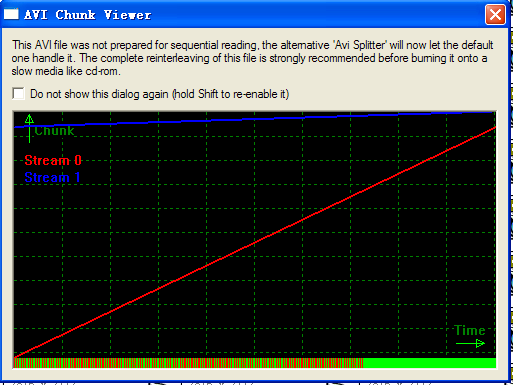 AVI Chunk Viewer
This AVI file was not prepared for sequential reading, the alternative 'Avi Splitter' will now let the default
one handle it. The complete reinterleaving of this file is strongly recommended before burning it onto a
slow media like cd-rom.
Do not show this dialog again (hold Shift to re-enable it)
Chunk
Stream 0
Stream 1
Time